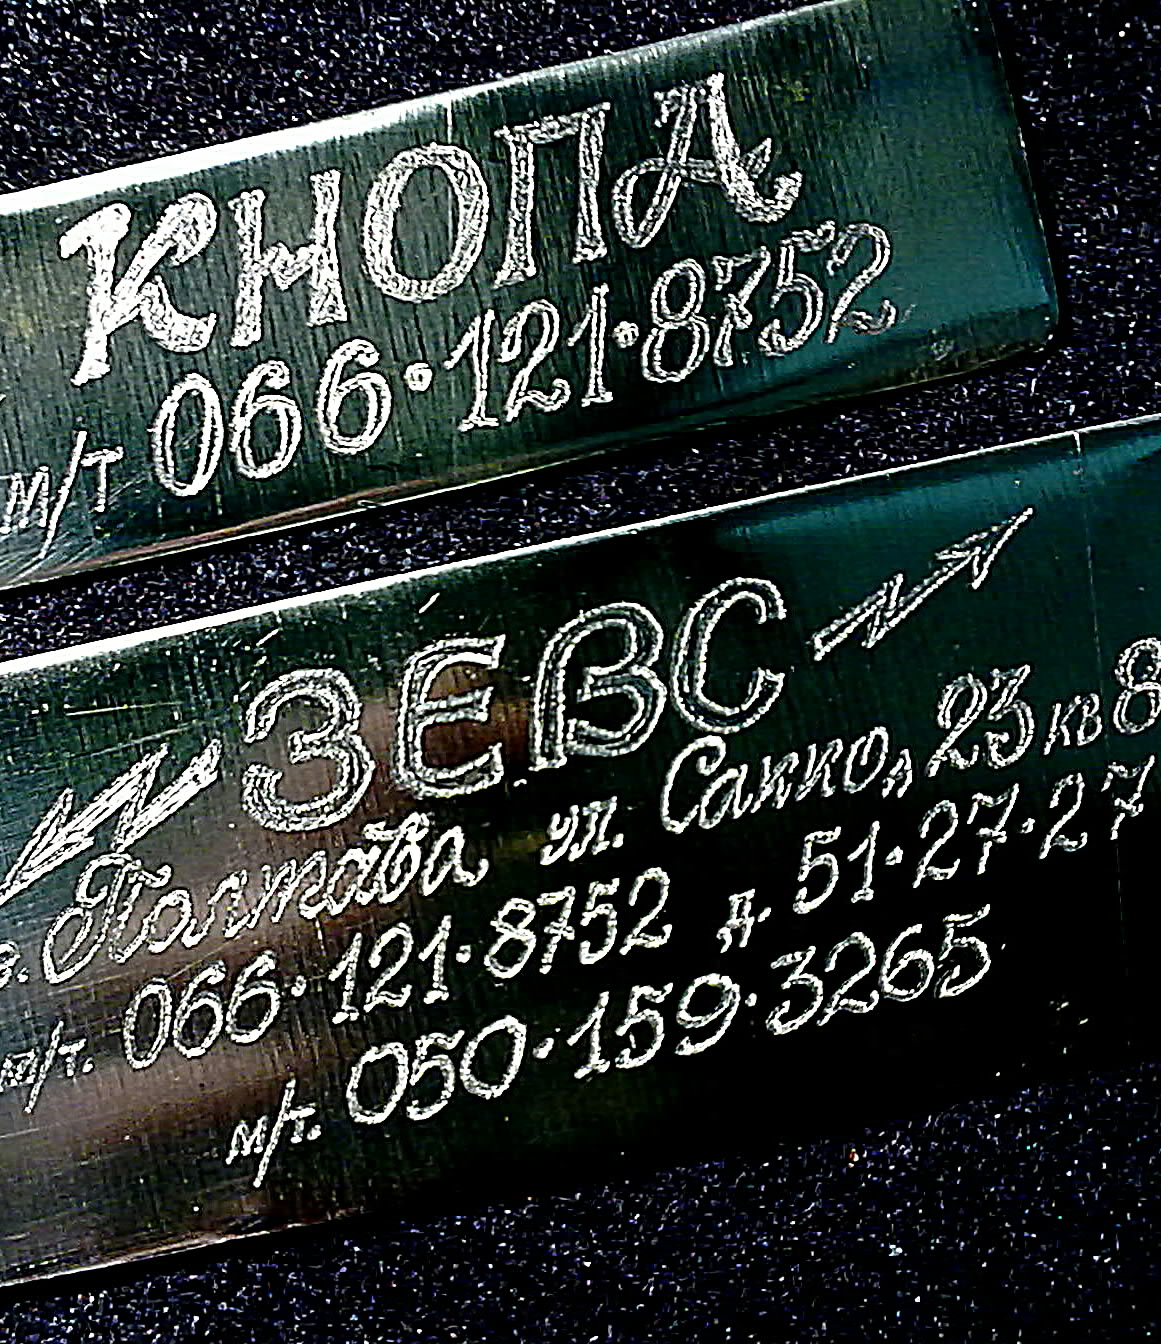 КНОПА
м/т 066·121·8752
ЗЕВС
г. Полтава ул. Сакко, 23 кв 8
м/т. 066·121·8752 д. 51·27·27
м/т. 050·159·3265